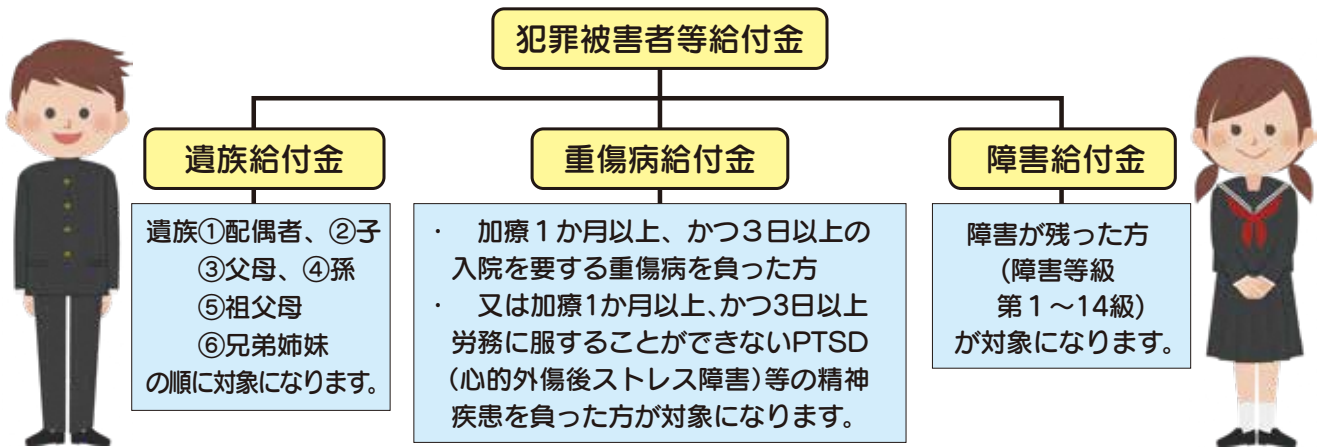 犯罪被害者等給付金
遺族給付金
遺族①配偶者、②子
③父母、④孫
⑤祖父母
⑥兄弟姉妹
の順に対象になります。
重傷病給付金
・　加療１か月以上、かつ３日以上の
入院を要する重傷病を負った方
・　又は加療1か月以上、かつ3日以上
労務に服することができないPTSD
（心的外傷後ストレス障害）等の精神
疾患を負った方が対象になります。
障害給付金
障害が残った方
(障害等級
第１～14級)
が対象になります。